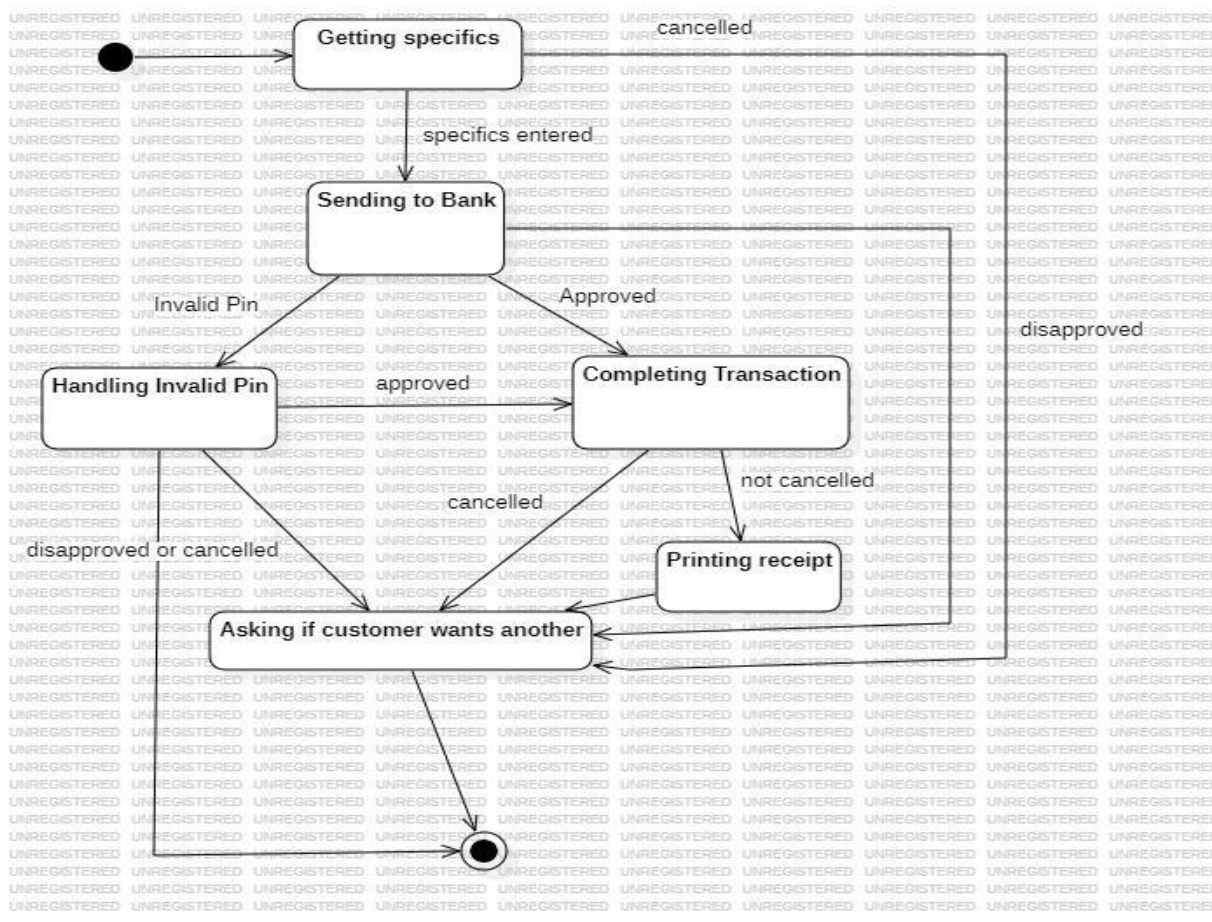 Getting specifics
cancelled
specifics entered
Sending to Bank
Invalid Pin
Approved
disapproved
Handling Invalid Pin
approved
Completing Transaction
cancelled
not cancelled
disapproved or cancelled
Printing receipt
Asking if customer wants another
UNREGISTERED